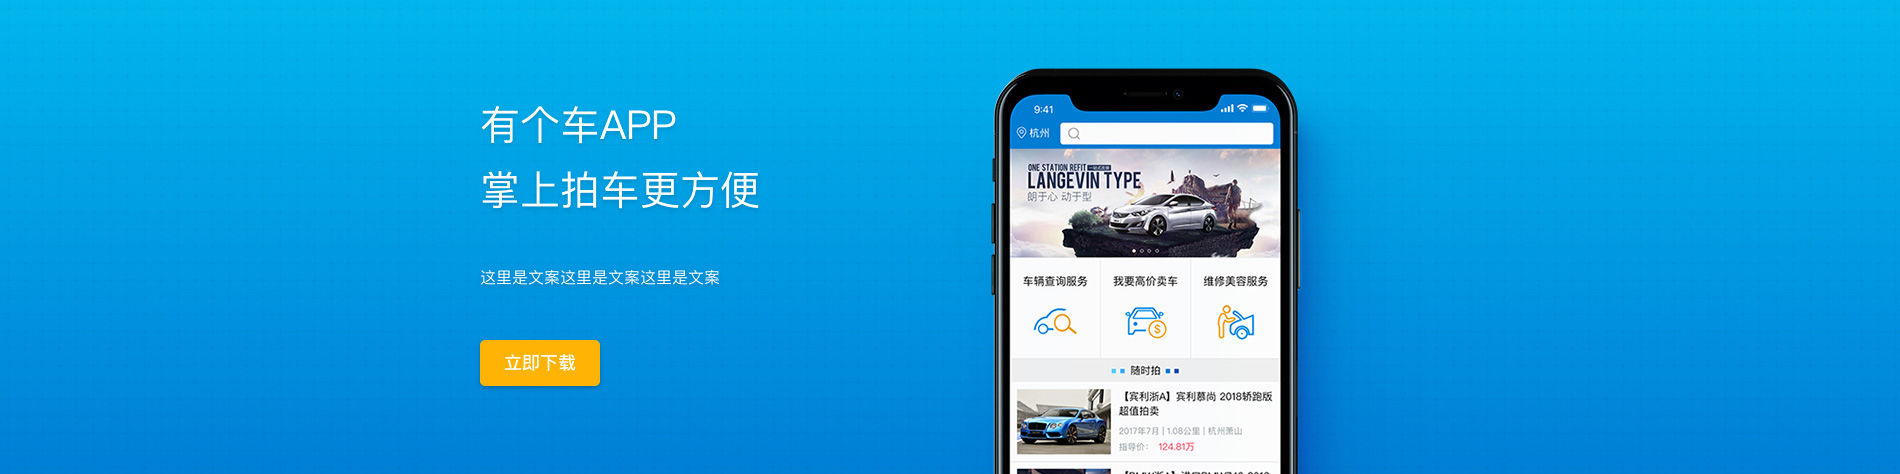 有个车APP
掌上拍车更方便
这里是文案这里是文案这里是文案
立即下载
9:41
杭州
ONE STATION REFIT
LANGEVIN TYPE
朗于心 动于型
车辆查询服务
我要高价卖车
维修美容服务
随时拍
【宾利浙A】宾利慕尚 2018轿跑版
超值拍卖
2017年7月 | 1.08公里 | 杭州萧山
指导价： 124.81万